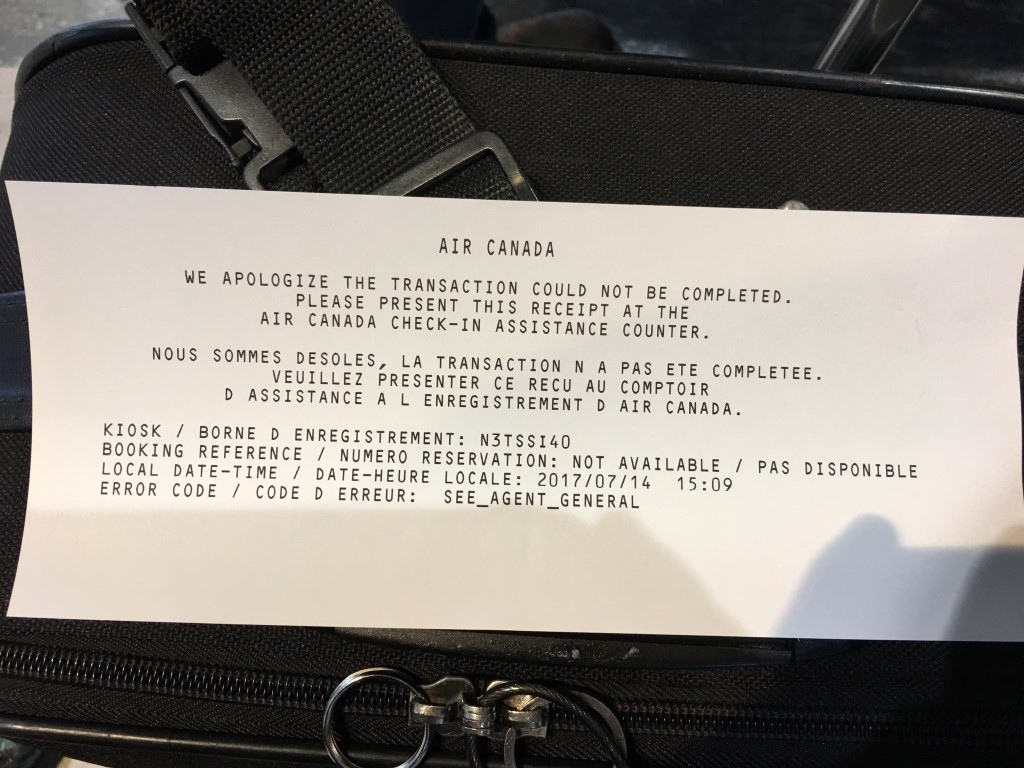 AIR CANADA
WE APOLOGIZE THE TRANSACTION COULD NOT BE COMPLETED.
PLEASE PRESENT THIS RECEIPT AT THE
AIR CANADA CHECK-IN ASSISTANCE COUNTER.
NOUS SOMMES DESOLES, LA TRANSACTION N A PAS ETE COMPLETEE.
VEUILLEZ PRESENTER CE RECU AU COMPTOIR
D ASSISTANCE A L ENREGISTREMENT D AIR CANADA.
KIOSK / BORNE D ENREGISTREMENT: N3TSSI40
BOOKING REFERENCE / NUMERO RESERVATION: NOT AVAILABLE / PAS DISPONIBLE
LOCAL DATE-TIME / DATE-HEURE LOCALE: 2017/07/14 15:09
ERROR CODE / CODE D ERREUR: SEE_AGENT_GENERAL